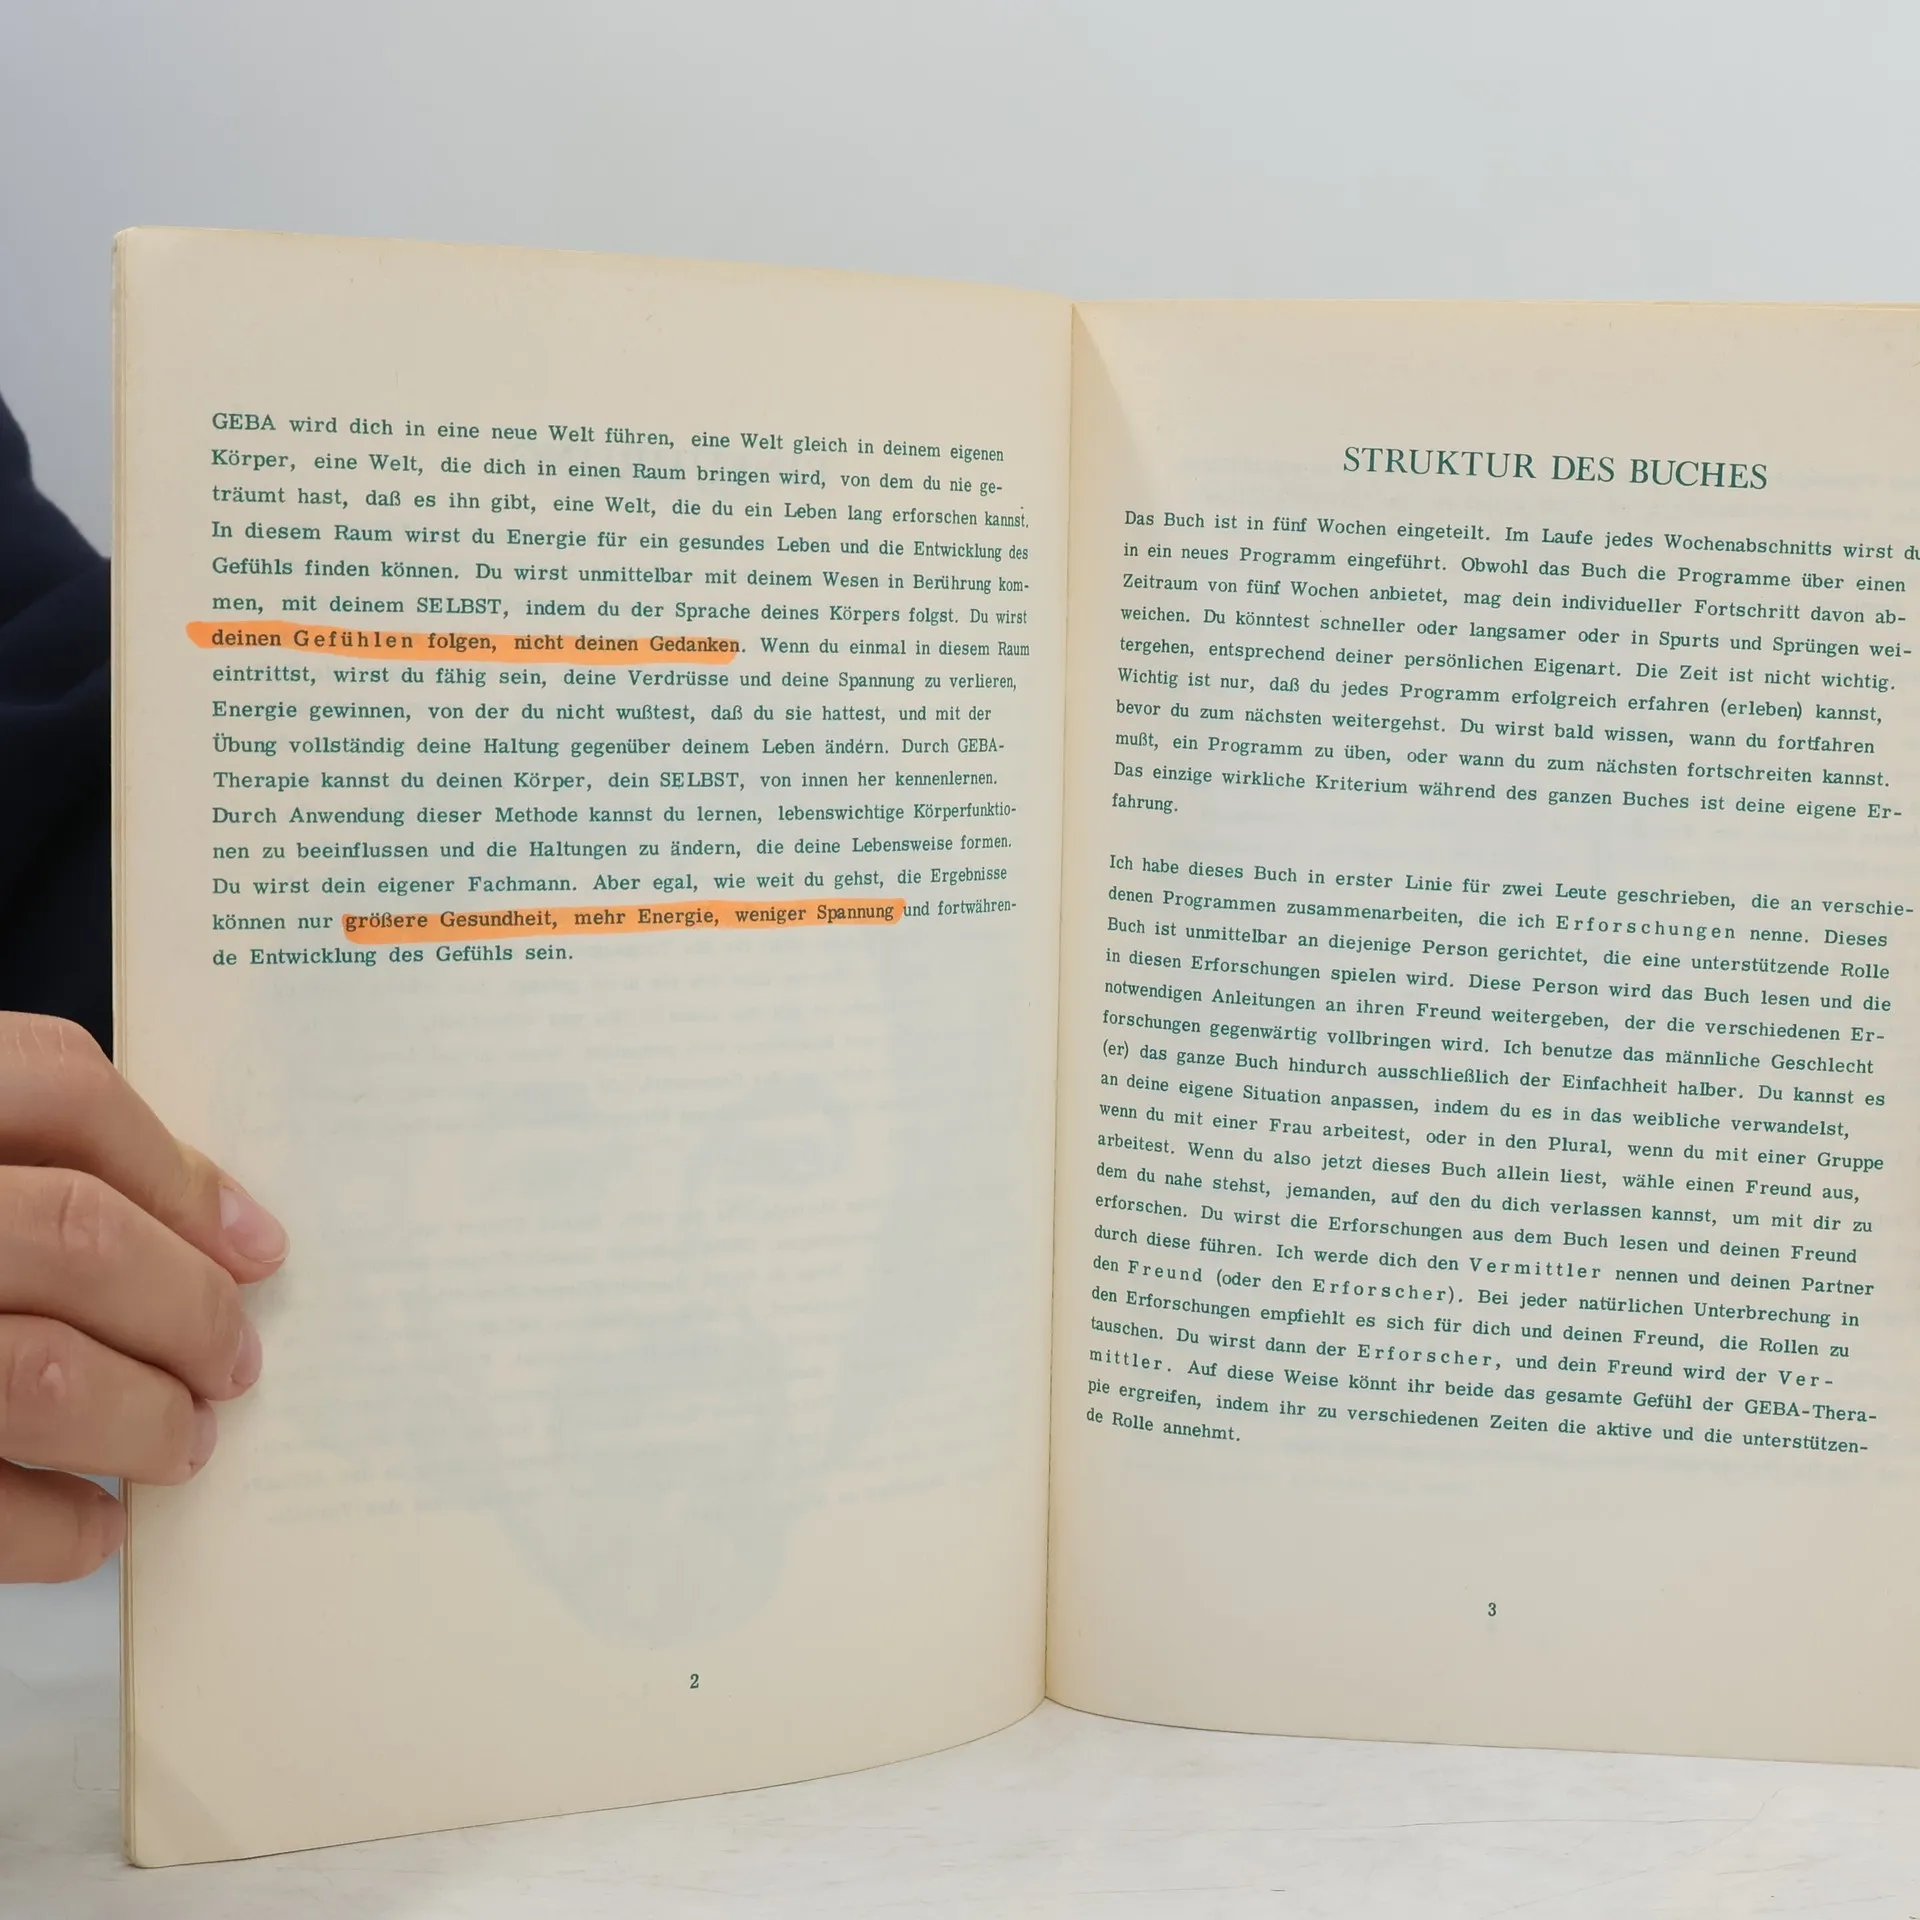 GEBA wird dich in eine neue Welt führen, eine Welt gleich in deinem eigenen
Körper, eine Welt, die dich in einen Raum bringen wird, von dem du nie ge-
träumt hast, daß es ihn gibt, eine Welt, die du ein Leben lang erforschen kannst.
In diesem Raum wirst du Energie für ein gesundes Leben und die Entwicklung des
Gefühls finden können. Du wirst unmittelbar mit deinem Wesen in Berührung kom-
men, mit deinem SELBST, indem du der Sprache deines Körpers folgst. Du wirst
deinen Gefühlen folgen, nicht deinen Gedanken. Wenn du einmal in diesem Raum
eintrittst, wirst du fähig sein, deine Verdrüsse und deine Spannung zu verlieren,
Energie gewinnen, von der du nicht wußtest, daß du sie hattest, und mit der
Übung vollständig deine Haltung gegenüber deinem Leben ändern. Durch GEBA-
Therapie kannst du deinen Körper, dein SELBST, von innen her kennenlernen.
Durch Anwendung dieser Methode kannst du lernen, lebenswichtige Körperfunktio-
nen zu beeinflussen und die Haltungen zu ändern, die deine Lebensweise formen.
Du wirst dein eigener Fachmann. Aber egal, wie weit du gehst, die Ergebnisse
können nur größere Gesundheit, mehr Energie, weniger Spannung und fortwähren-
de Entwicklung des Gefühls sein.
2
STRUKTUR DES BUCHES
Das Buch ist in fünf Wochen eingeteilt. Im Laufe jedes Wochenabschnitts wirst du
in ein neues Programm eingeführt. Obwohl das Buch die Programme über einen
Zeitraum von fünf Wochen anbietet, mag dein individueller Fortschritt davon ab-
weichen. Du könntest schneller oder langsamer oder in Spurts und Sprüngen wei-
tergehen, entsprechend deiner persönlichen Eigenart. Die Zeit ist nicht wichtig.
Wichtig ist nur, daß du jedes Programm erfolgreich erfahren (erleben) kannst,
bevor du zum nächsten weitergehst. Du wirst bald wissen, wann du fortfahren
mußt, ein Programm zu üben, oder wann du zum nächsten fortschreiten kannst.
Das einzige wirkliche Kriterium während des ganzen Buches ist deine eigene Er-
fahrung.
Ich habe dieses Buch in erster Linie für zwei Leute geschrieben, die an verschie-
denen Programmen zusammenarbeiten, die ich Erforschungen nenne. Dieses
Buch ist unmittelbar an diejenige Person gerichtet, die eine unterstützende Rolle
in diesen Erforschungen spielen wird. Diese Person wird das Buch lesen und die
notwendigen Anleitungen an ihren Freund weitergeben, der die verschiedenen Er-
forschungen gegenwärtig vollbringen wird. Ich benutze das männliche Geschlecht
(er) das ganze Buch hindurch ausschließlich der Einfachheit halber. Du kannst es
an deine eigene Situation anpassen, indem du es in das weibliche verwandelst,
wenn du mit einer Frau arbeitest, oder in den Plural, wenn du mit einer Gruppe
arbeitest. Wenn du also jetzt dieses Buch allein liest, wähle einen Freund aus,
dem du nahe stehst, jemanden, auf den du dich verlassen kannst, um mit dir zu
erforschen. Du wirst die Erforschungen aus dem Buch lesen und deinen Freund
durch diese führen. Ich werde dich den Vermittler nennen und deinen Partner
den Freund (oder den Erforscher). Bei jeder natürlichen Unterbrechung in
den Erforschungen empfiehlt es sich für dich und deinen Freund, die Rollen zu
tauschen. Du wirst dann der Erforscher, und dein Freund wird der Ver-
mittler. Auf diese Weise könnt ihr beide das gesamte Gefühl der GEBA-Thera-
pie ergreifen, indem ihr zu verschiedenen Zeiten die aktive und die unterstützen-
de Rolle annehmt.
3